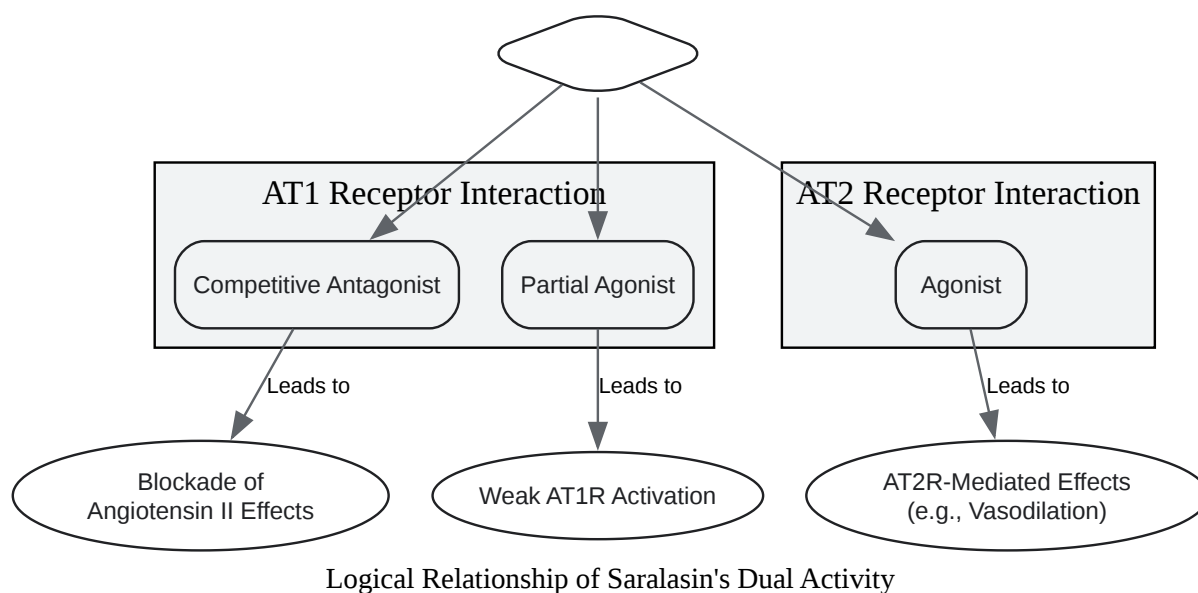 AT1 Receptor Interaction
AT2 Receptor Interaction
Competitive Antagonist
Partial Agonist
Agonist
Leads to
Leads to
Leads to
Blockade of
Angiotensin II Effects
Weak AT1R Activation
AT2R-Mediated Effects
(e.g., Vasodilation)
Logical Relationship of Saralasin's Dual Activity